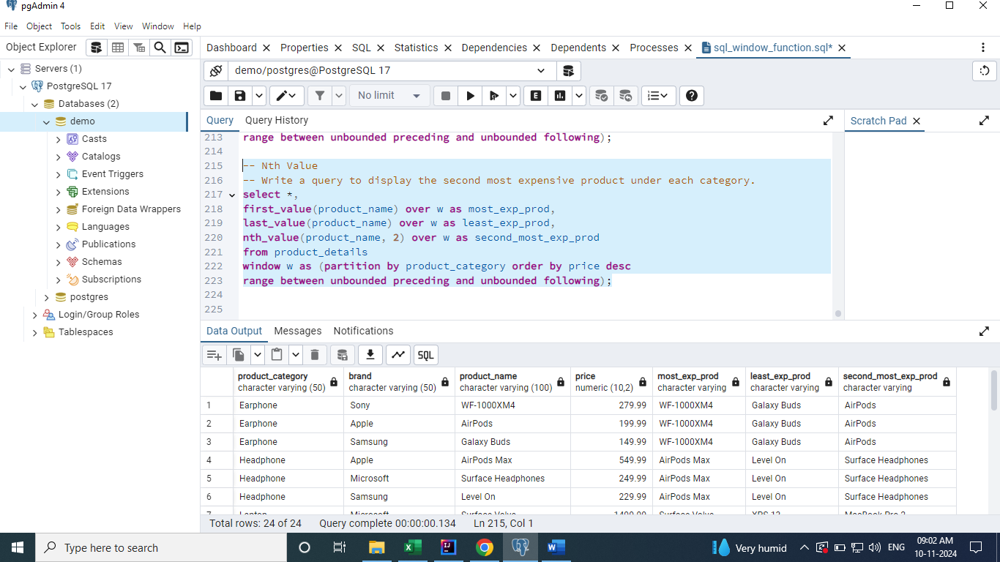 pgAdmin 4
File Object Tools Edit View Window Help
Object Explorer
Dashboard Properties SQL Statistics Dependencies Dependents Processes sql_window_function.sql*
Servers (1)
PostgreSQL 17
Databases (2)
demo
Casts
Catalogs
Event Triggers
Extensions
Foreign Data Wrappers
Languages
Publications
Schemas
Subscriptions
postgres
Login/Group Roles
Tablespaces
demo/postgres@PostgreSQL 17
No limit
E
Query Query History
Scratch Pad
213 range between unbounded preceding and unbounded following);
214
215 -- Nth Value
216 -- Write a query to display the second most expensive product under each category.
217 select *,
218 first_value(product_name) over w as most_exp_prod,
219 last_value(product_name) over w as least_exp_prod,
220 nth_value(product_name, 2) over w as second_most_exp_prod
221 from product_details
222 window w as (partition by product_category order by price desc
223 range between unbounded preceding and unbounded following);
224
225
Data Output Messages Notifications
SQL
product_category brand product_name price most_exp_prod least_exp_prod second_most_exp_prod
character varying (50) character varying (50) character varying (100) numeric (10,2) character varying character varying character varying
1 Earphone Sony WF-1000XM4 279.99 WF-1000XM4 Galaxy Buds AirPods
2 Earphone Apple AirPods 199.99 WF-1000XM4 Galaxy Buds AirPods
3 Earphone Samsung Galaxy Buds 149.99 WF-1000XM4 Galaxy Buds AirPods
4 Headphone Apple AirPods Max 549.99 AirPods Max Level On Surface Headphones
5 Headphone Microsoft Surface Headphones 249.99 AirPods Max Level On Surface Headphones
6 Headphone Samsung Level On 229.99 AirPods Max Level On Surface Headphones
Total rows: 24 of 24 Query complete 00:00:00.134 Ln 215, Col 1
Type here to search
Very humid
ENG
09:02 AM
10-11-2024